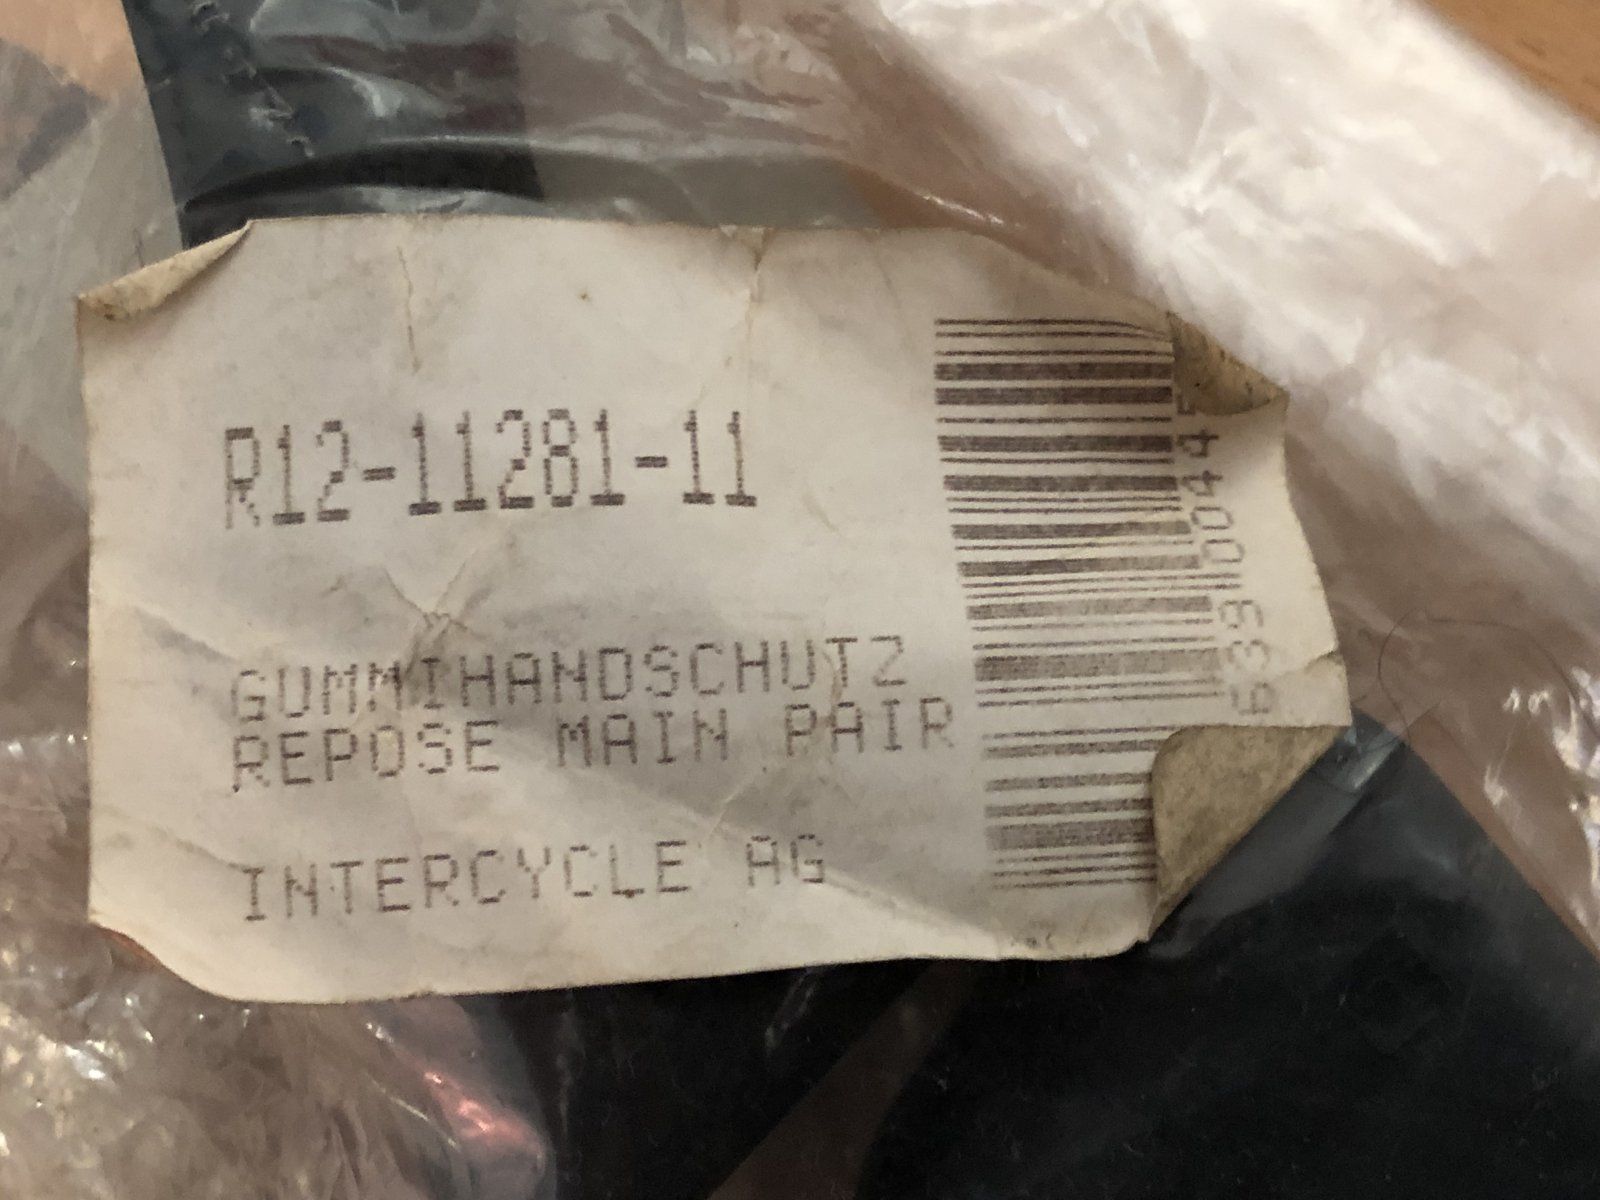 R12-11281-11
GUMMIHANDSCHUTZ
REPOSE MAIN PAIR
INTERCYCLE AG